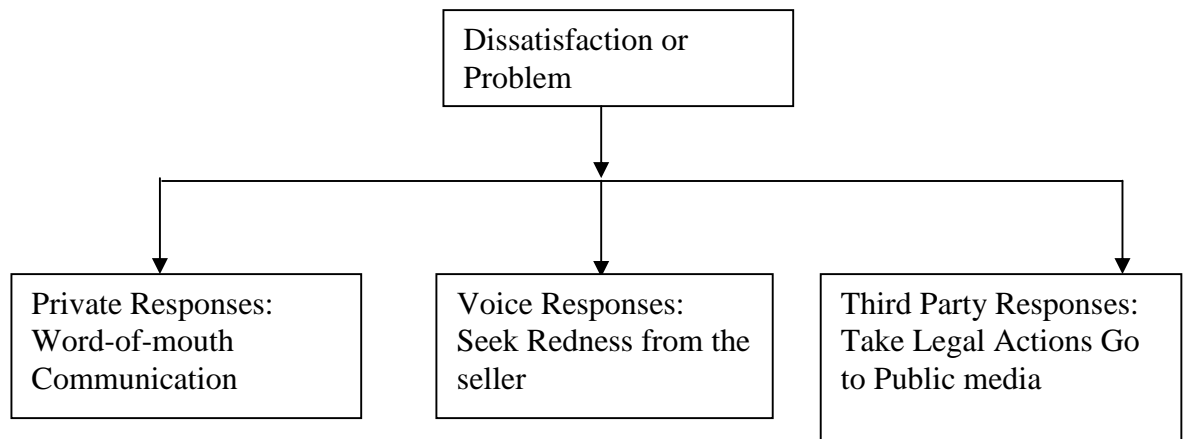 Dissatisfaction or
Problem
Private Responses:
Word-of-mouth
Communication
Voice Responses:
Seek Redness from the
seller
Third Party Responses:
Take Legal Actions Go
to Public media